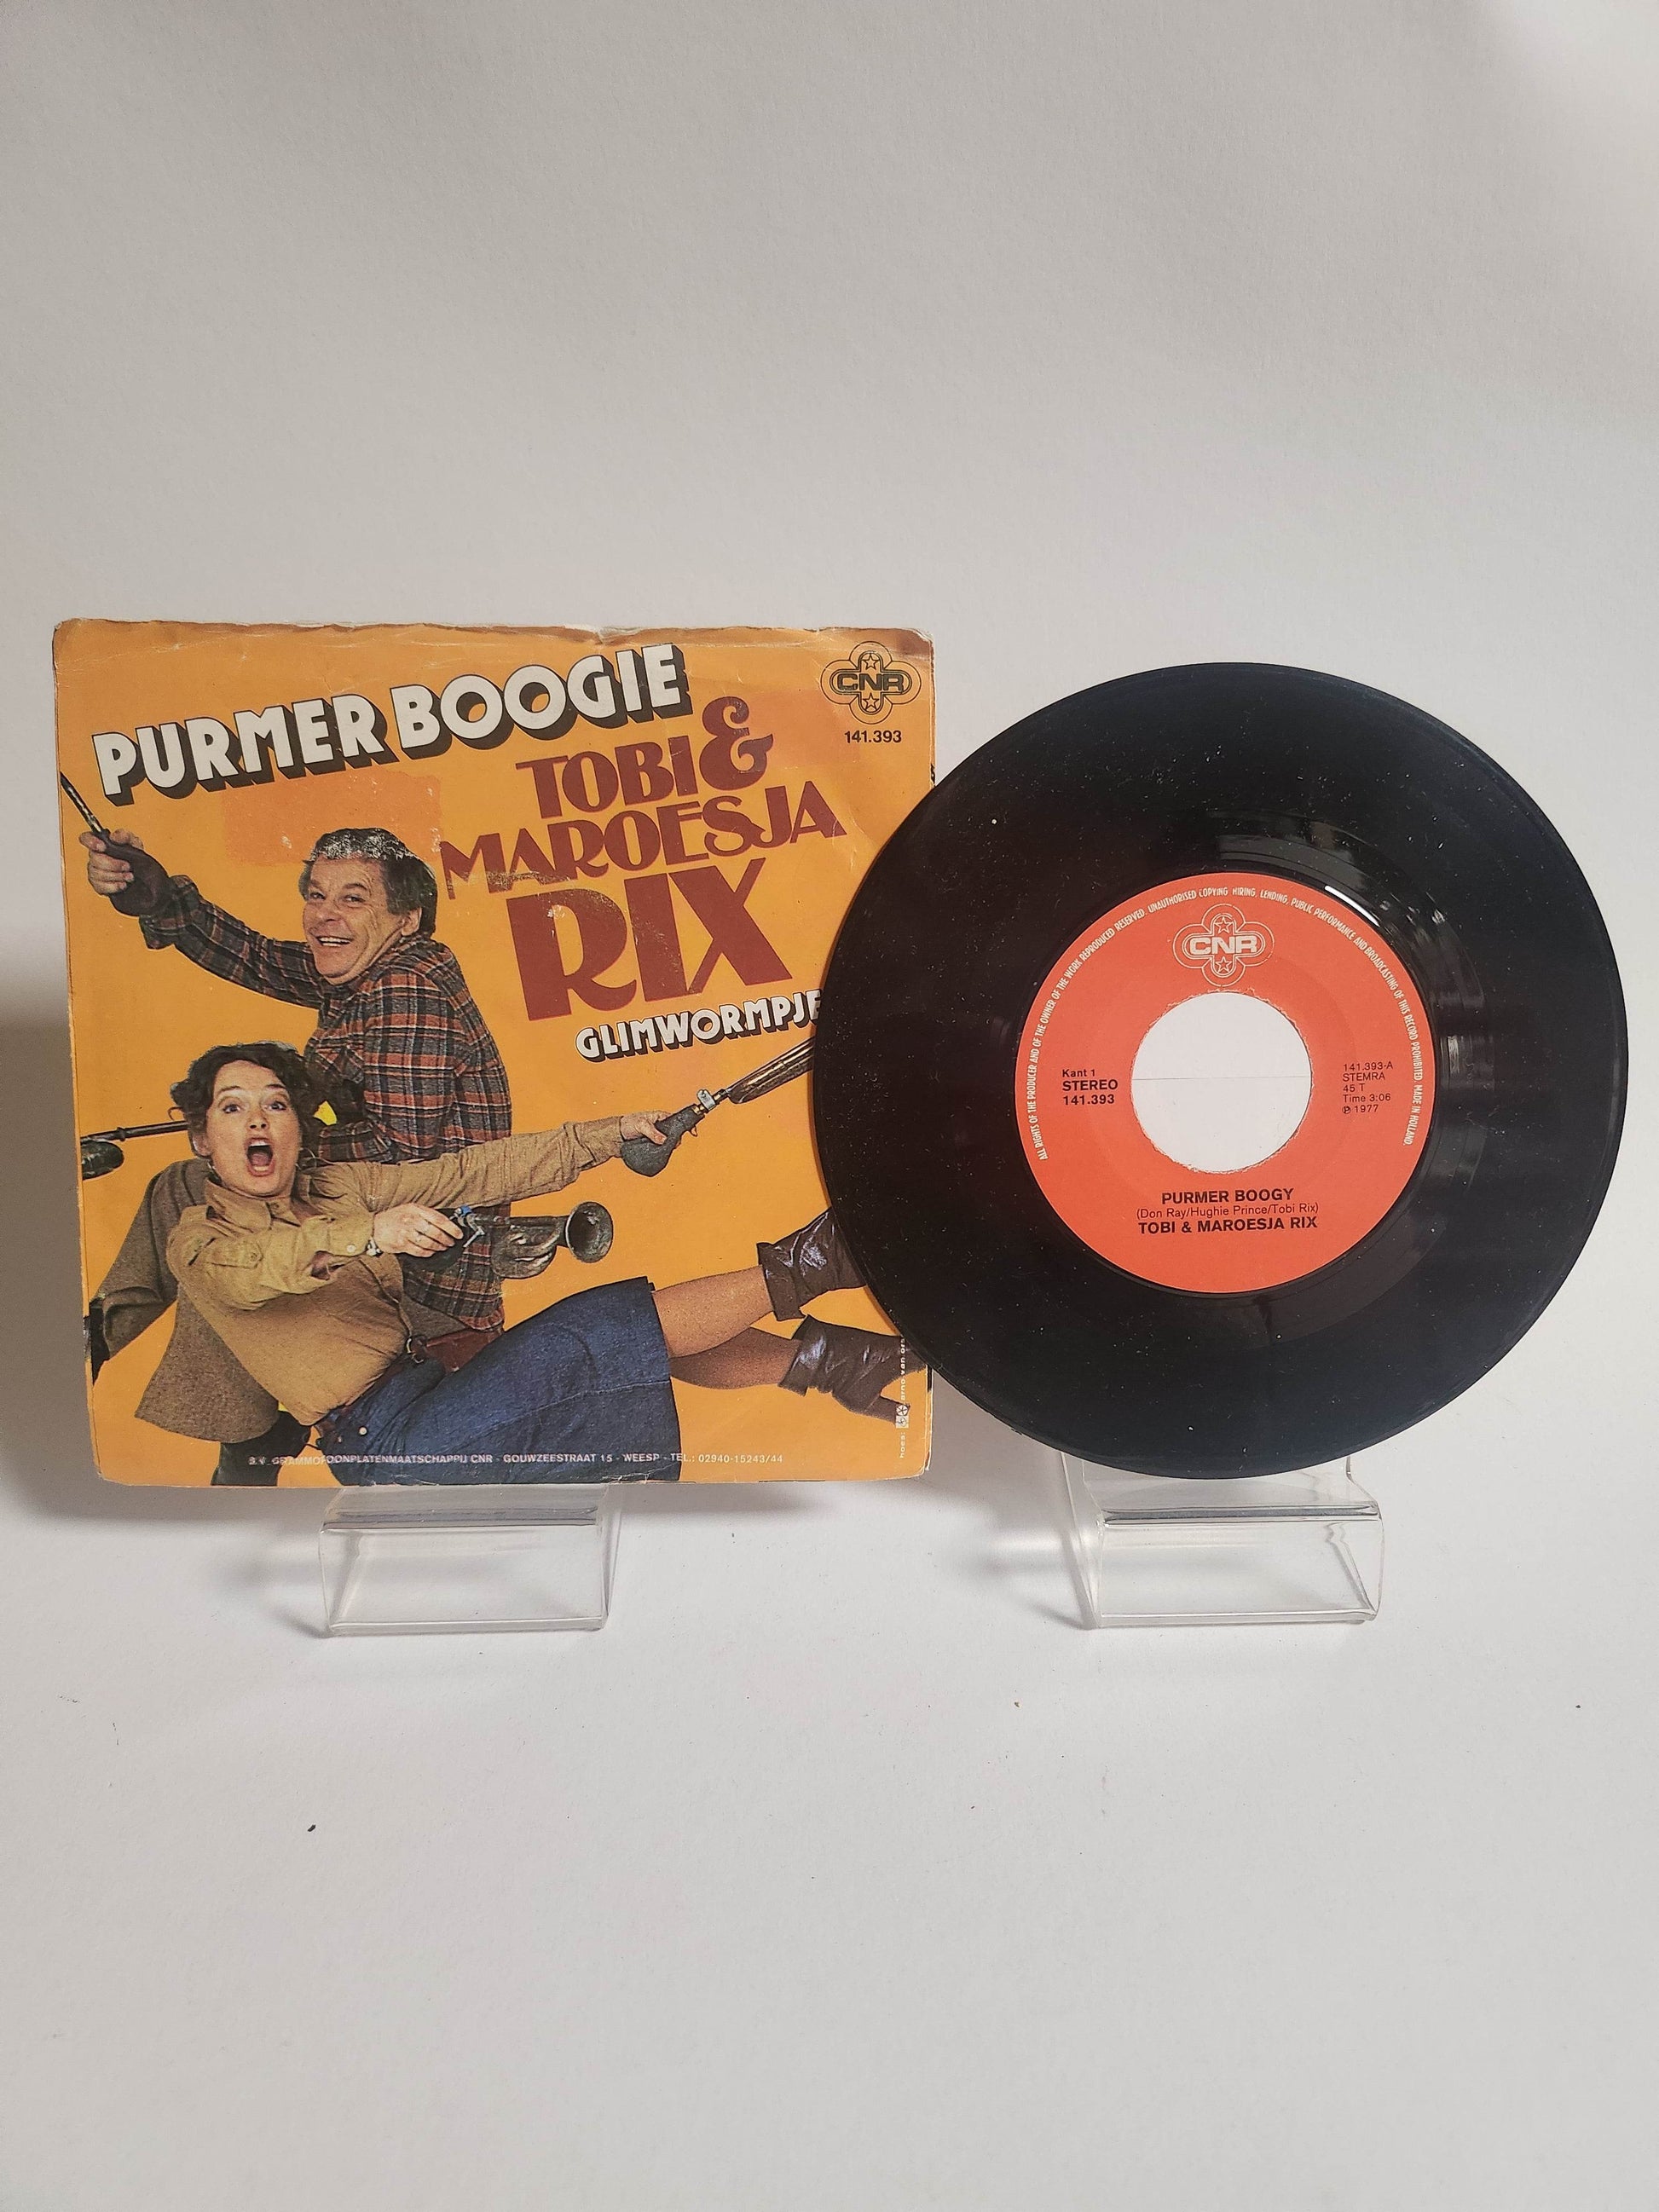 PURMER BOOGIE
TOBI &
MAROESJA
RIX
GLIMWORMPJE
CNR
141.393
B.V. GRAMMOFOONPLATENMAATSCHAPPIJ CNR - GOUWZEESTRAAT 15 - WEESP - TEL.: 02940-15243/44
hoes:
ALL RIGHTS OF THE PRODUCER AND OF THE OWNER OF THE WORK REPRODUCED RESERVED. UNAUTHORISED COPYING, HIRING, LENDING, PUBLIC PERFORMANCE AND BROADCASTING OF THIS RECORD PROHIBITED. MADE IN HOLLAND.
CNR
Kant 1
STEREO
141.393
141.393-A
STEMRA
45 T
Time 3:06
℗ 1977
PURMER BOOGY
(Don Ray/Hughie Prince/Tobi Rix)
TOBI & MAROESJA RIX